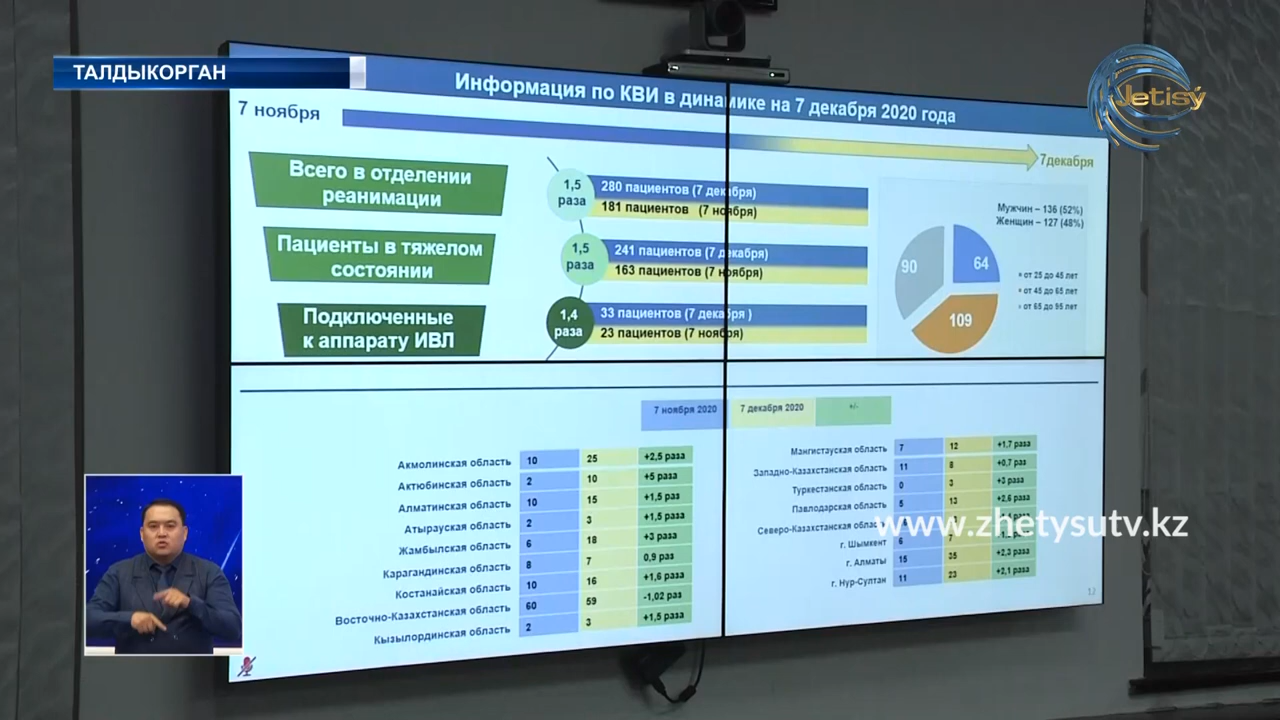 ТАЛДЫКОРГАН
Jetisý
Информация по КВИ в динамике на 7 декабря 2020 года
7 ноября
7декабря
Всего в отделении
реанимации
1,5
раза
280 пациентов (7 декабря)
181 пациентов (7 ноября)
Пациенты в тяжелом
состоянии
1,5
раза
241 пациентов (7 декабря)
163 пациентов (7 ноября)
Подключенные
к аппарату ИВЛ
1,4
раза
33 пациентов (7 декабря )
23 пациентов (7 ноября)
Мужчин – 136 (52%)
Женщин – 127 (48%)
90
64
109
от 25 до 45 лет
от 45 до 65 лет
от 65 до 95 лет
7 ноября 2020
7 декабря 2020
+/-
Акмолинская область 10 25 +2,5 раза
Актюбинская область 2 10 +5 раза
Алматинская область 10 15 +1,5 раз
Атырауская область 2 3 +1,5 раза
Жамбылская область 6 18 +3 раза
Карагандинская область 8 7 0,9 раз
Костанайская область 10 16 +1,6 раза
Восточно-Казахстанская область 60 59 -1,02 раз
Кызылординская область 2 3 +1,5 раза
Мангистауская область 7 12 +1,7 раза
Западно-Казахстанская область 11 8 +0,7 раз
Туркестанская область 0 3 +3 раза
Павлодарская область 5 13 +2,6 раза
Северо-Казахстанская область
г. Шымкент 6 7
г. Алматы 15 35 +2,3 раза
г. Нур-Султан 11 23 +2,1 раза
www.zhetysutv.kz